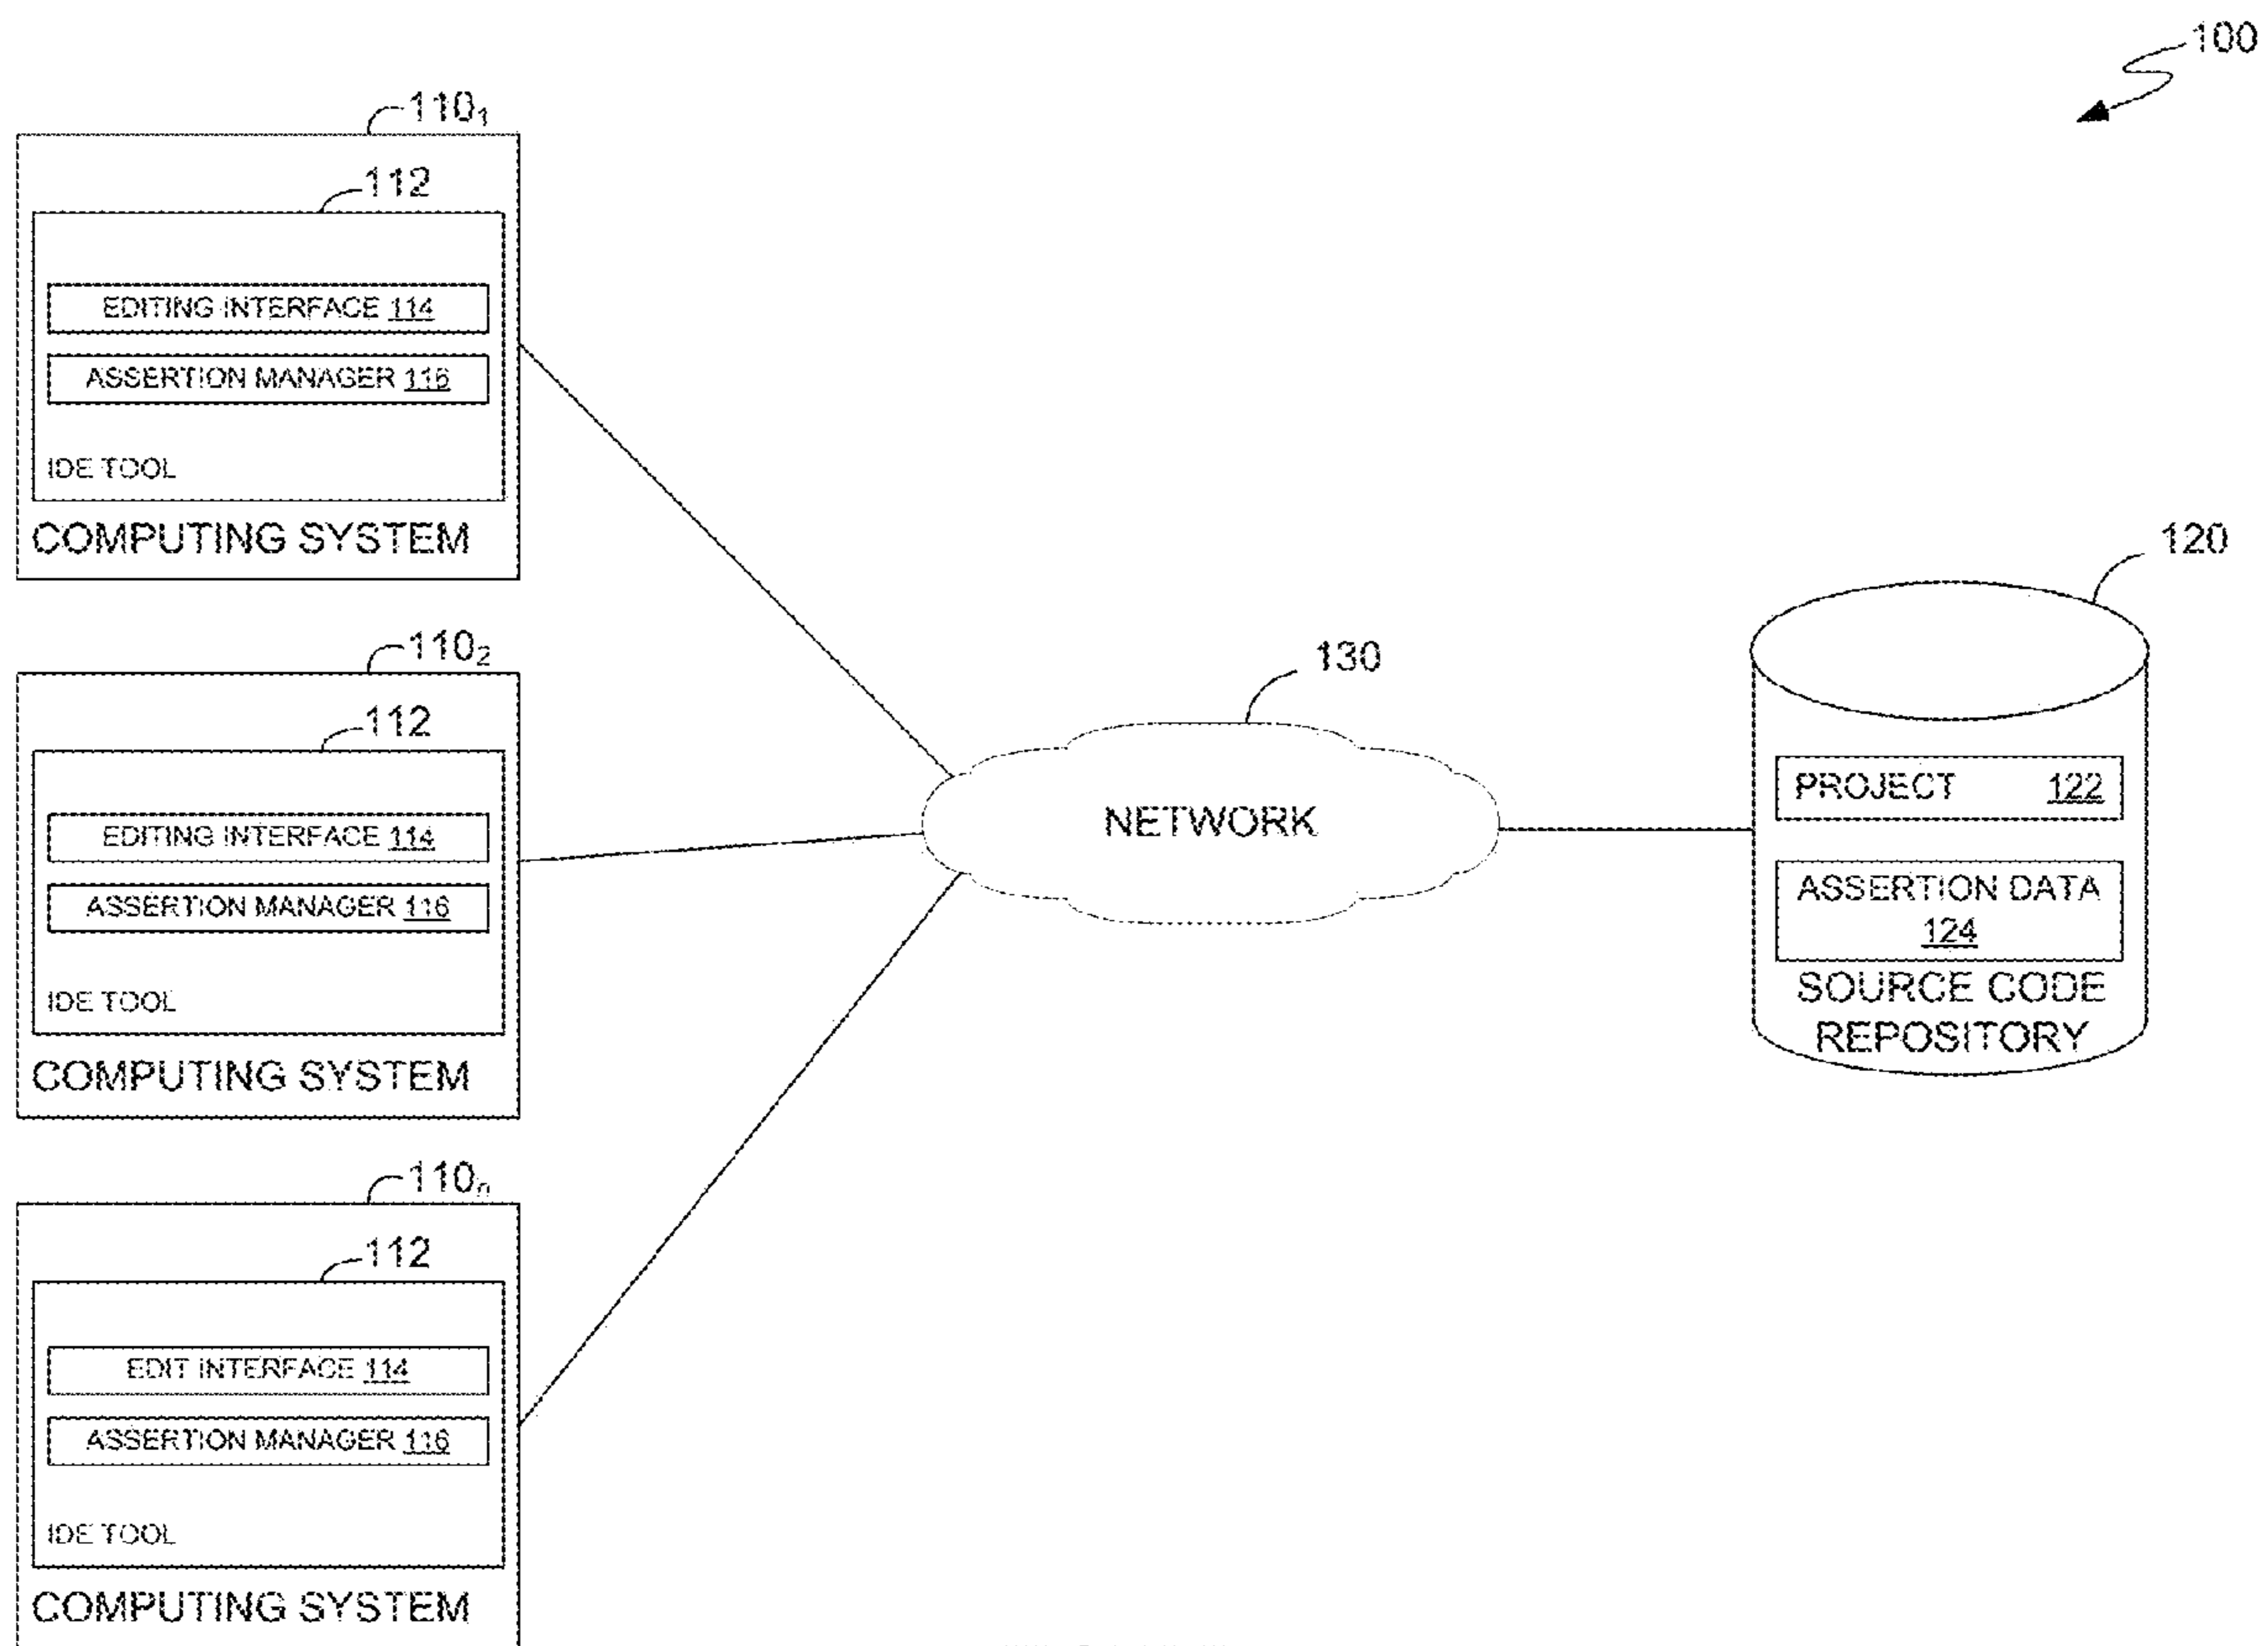 100
110₁
112
EDITING INTERFACE 114
ASSERTION MANAGER 116
IDE TOOL
COMPUTING SYSTEM
110₂
112
EDITING INTERFACE 114
ASSERTION MANAGER 116
IDE TOOL
COMPUTING SYSTEM
110ₙ
112
EDIT INTERFACE 114
ASSERTION MANAGER 116
IDE TOOL
COMPUTING SYSTEM
130
NETWORK
120
PROJECT 122
ASSERTION DATA
124
SOURCE CODE
REPOSITORY